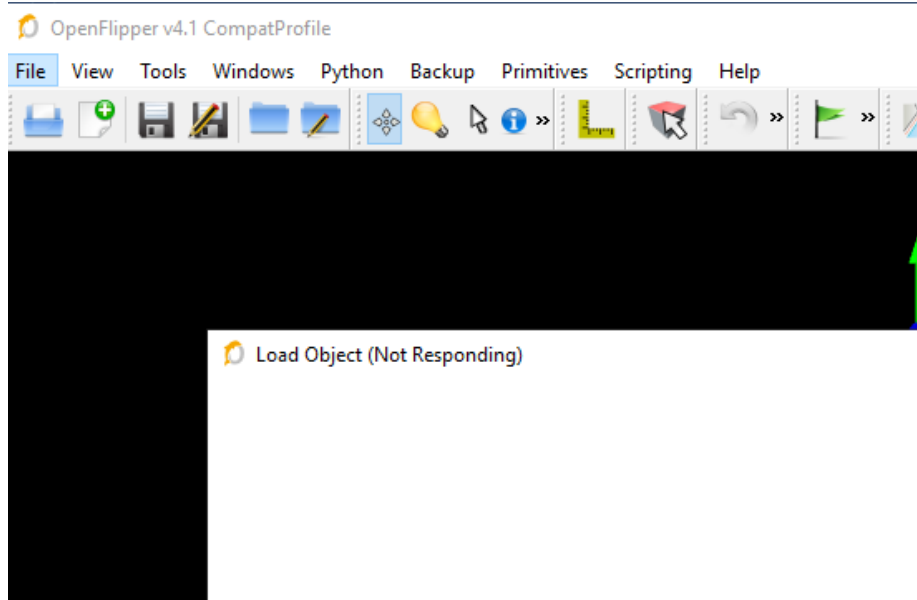 OpenFlipper v4.1 CompatProfile
File View Tools Windows Python Backup Primitives Scripting Help
» » »
Load Object (Not Responding)